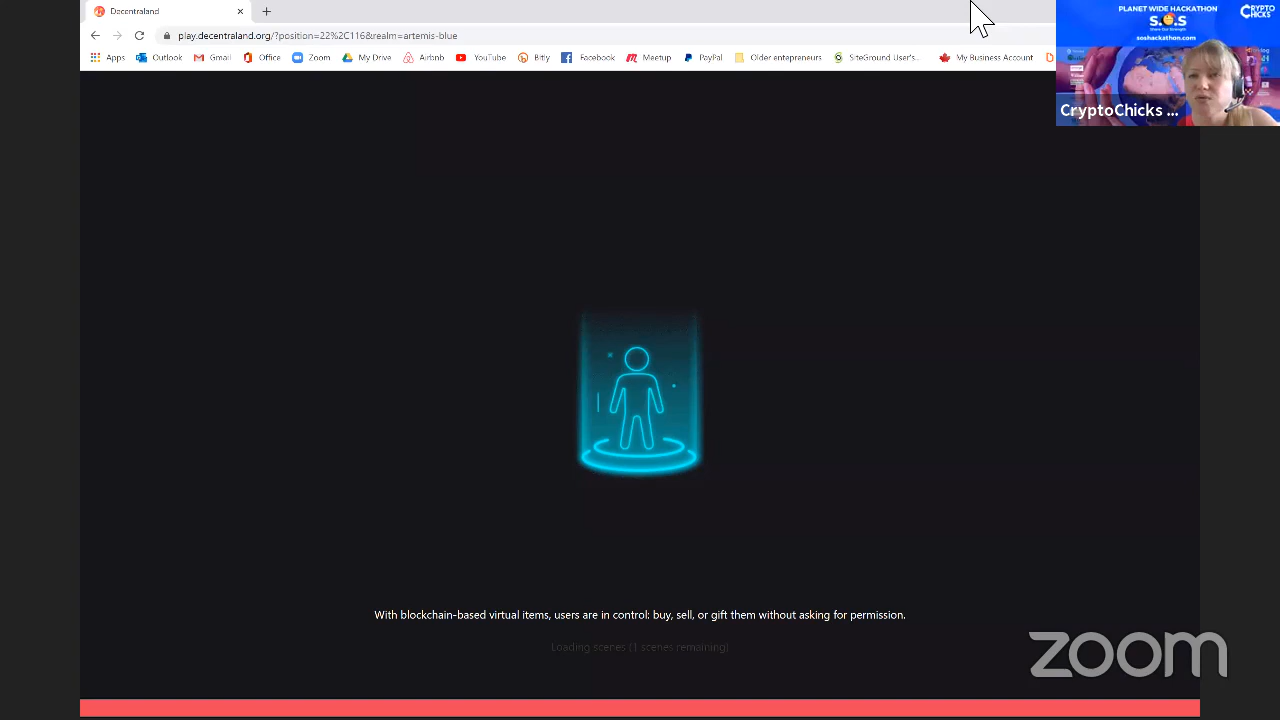 Decentraland
play.decentraland.org/?position=22%2C116&realm=artemis-blue
Apps Outlook Gmail Office Zoom My Drive Airbnb YouTube Bitly Facebook Meetup PayPal Older entrepreneurs SiteGround User's... My Business Account
PLANET WIDE HACKATHON
S.O.S
Share Our Strength
soshackathon.com
CRYPTO
CHICKS
CryptoChicks ...
With blockchain-based virtual items, users are in control: buy, sell, or gift them without asking for permission.
Loading scenes (1 scenes remaining)
zoom